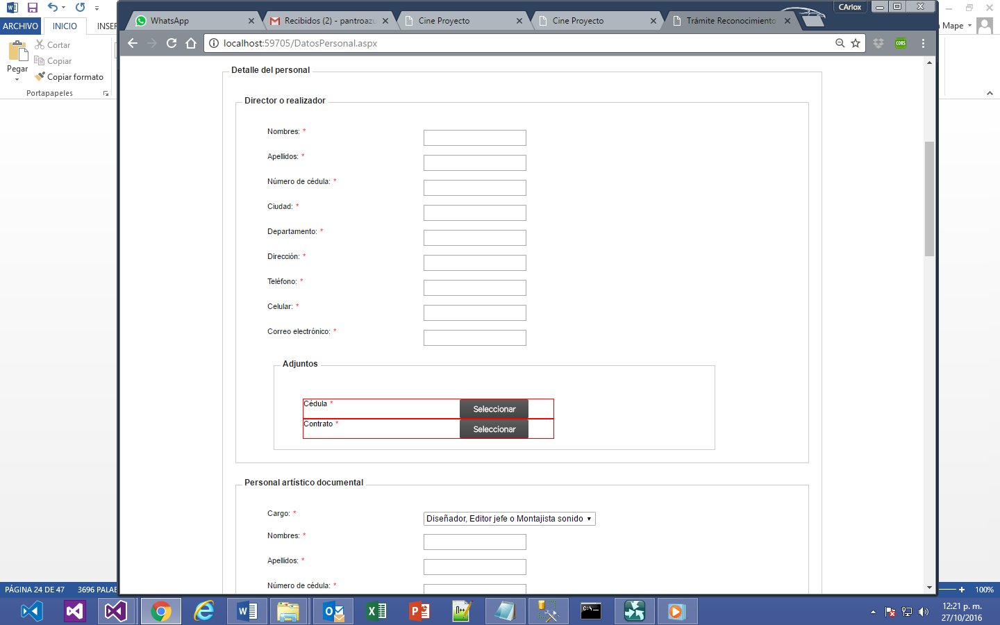 CArlox
WhatsApp
Recibidos (2) - pantroazu
Cine Proyecto
Cine Proyecto
Trámite Reconocimiento
ARCHIVO
INICIO
INSER
Mape
localhost:59705/DatosPersonal.aspx
CORS
Pegar
Cortar
Copiar
Copiar formato
Portapapeles
Detalle del personal
Director o realizador
Nombres: *
Apellidos: *
Número de cédula: *
Ciudad: *
Departamento: *
Dirección: *
Teléfono: *
Celular: *
Correo electrónico: *
Adjuntos
Cédula *
Seleccionar
Contrato *
Seleccionar
Personal artístico documental
Cargo: *
Diseñador, Editor jefe o Montajista sonido
Nombres: *
Apellidos: *
Número de cédula: *
PÁGINA 24 DE 47
3696 PALAB
100%
12:21 p. m.
27/10/2016